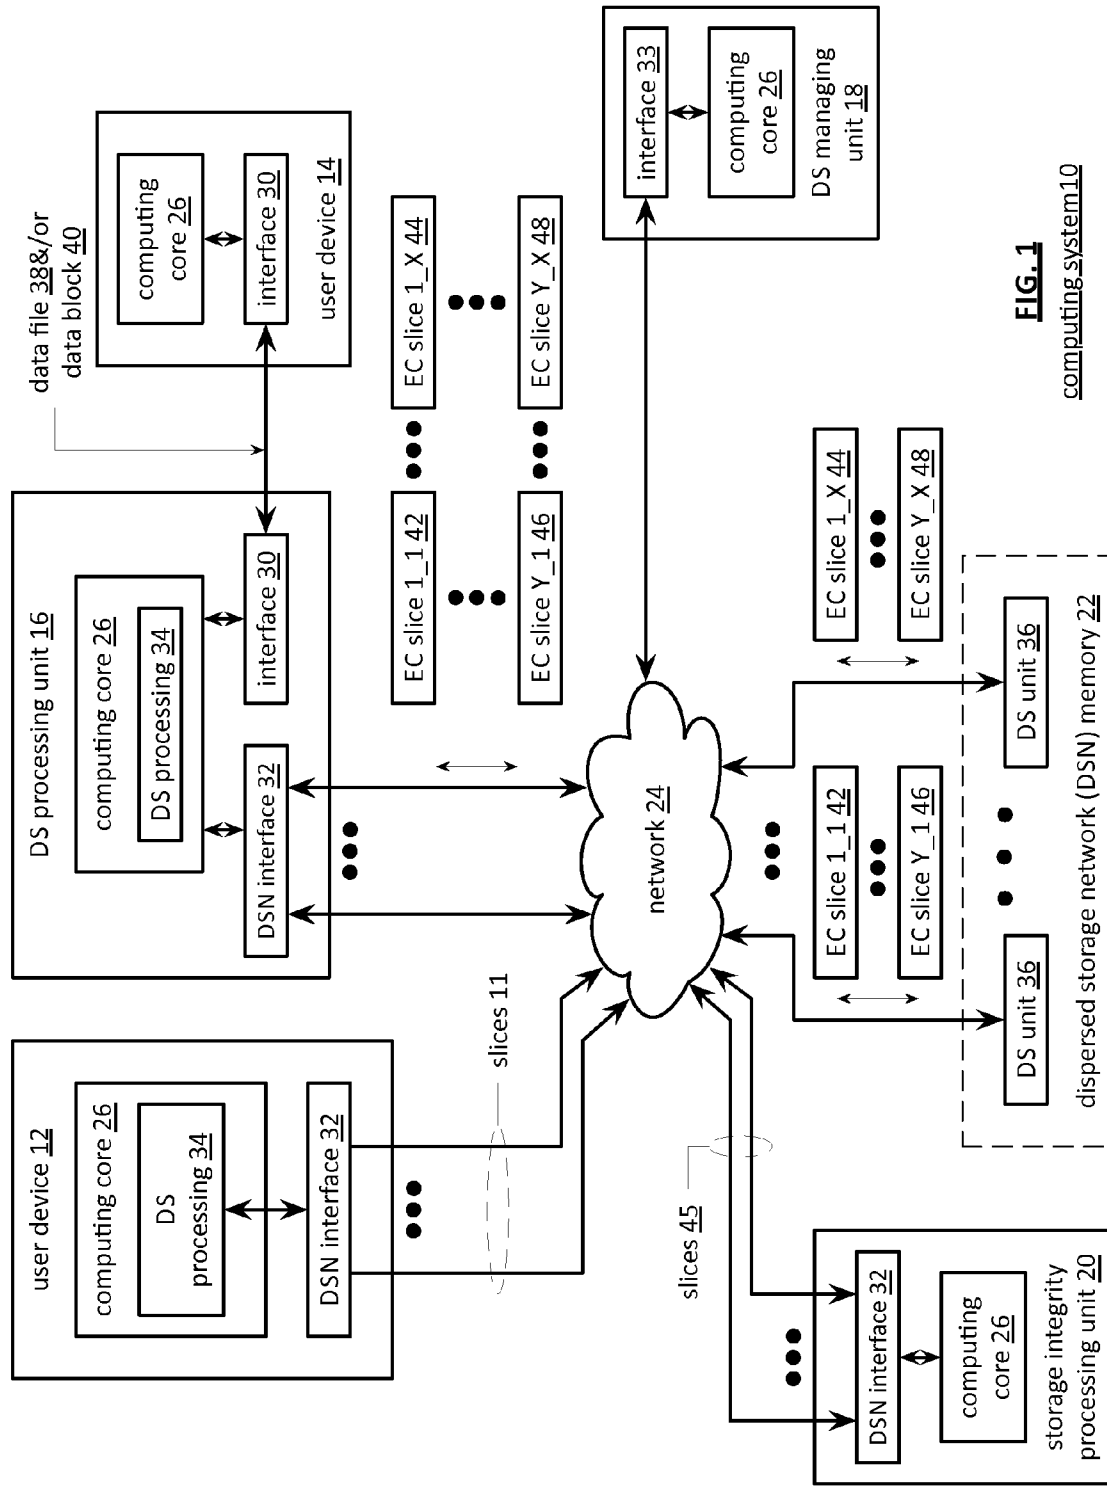 user device 12
computing core 26
DS
processing 34
DSN interface 32
slices 11
DS processing unit 16
computing core 26
DS processing 34
DSN interface 32
interface 30
data file 38&/or
data block 40
computing
core 26
interface 30
user device 14
EC slice 1_1 42
EC slice 1_X 44
EC slice Y_1 46
EC slice Y_X 48
network 24
interface 33
computing
core 26
DS managing
unit 18
slices 45
DSN interface 32
computing
core 26
storage integrity
processing unit 20
EC slice 1_1 42
EC slice Y_1 46
EC slice 1_X 44
EC slice Y_X 48
DS unit 36
DS unit 36
dispersed storage network (DSN) memory 22
FIG. 1
computing system10